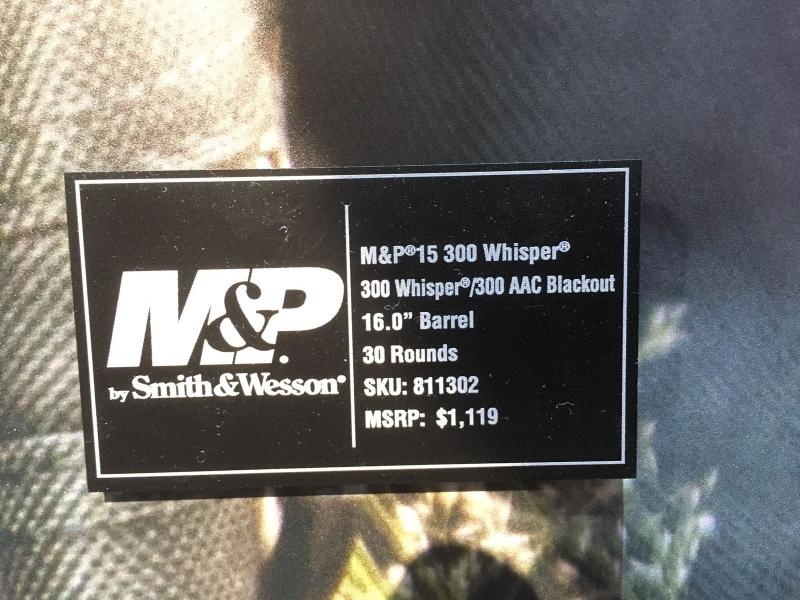 M&P.
by Smith & Wesson®
M&P®15 300 Whisper®
300 Whisper®/300 AAC Blackout
16.0" Barrel
30 Rounds
SKU: 811302
MSRP: $1,119